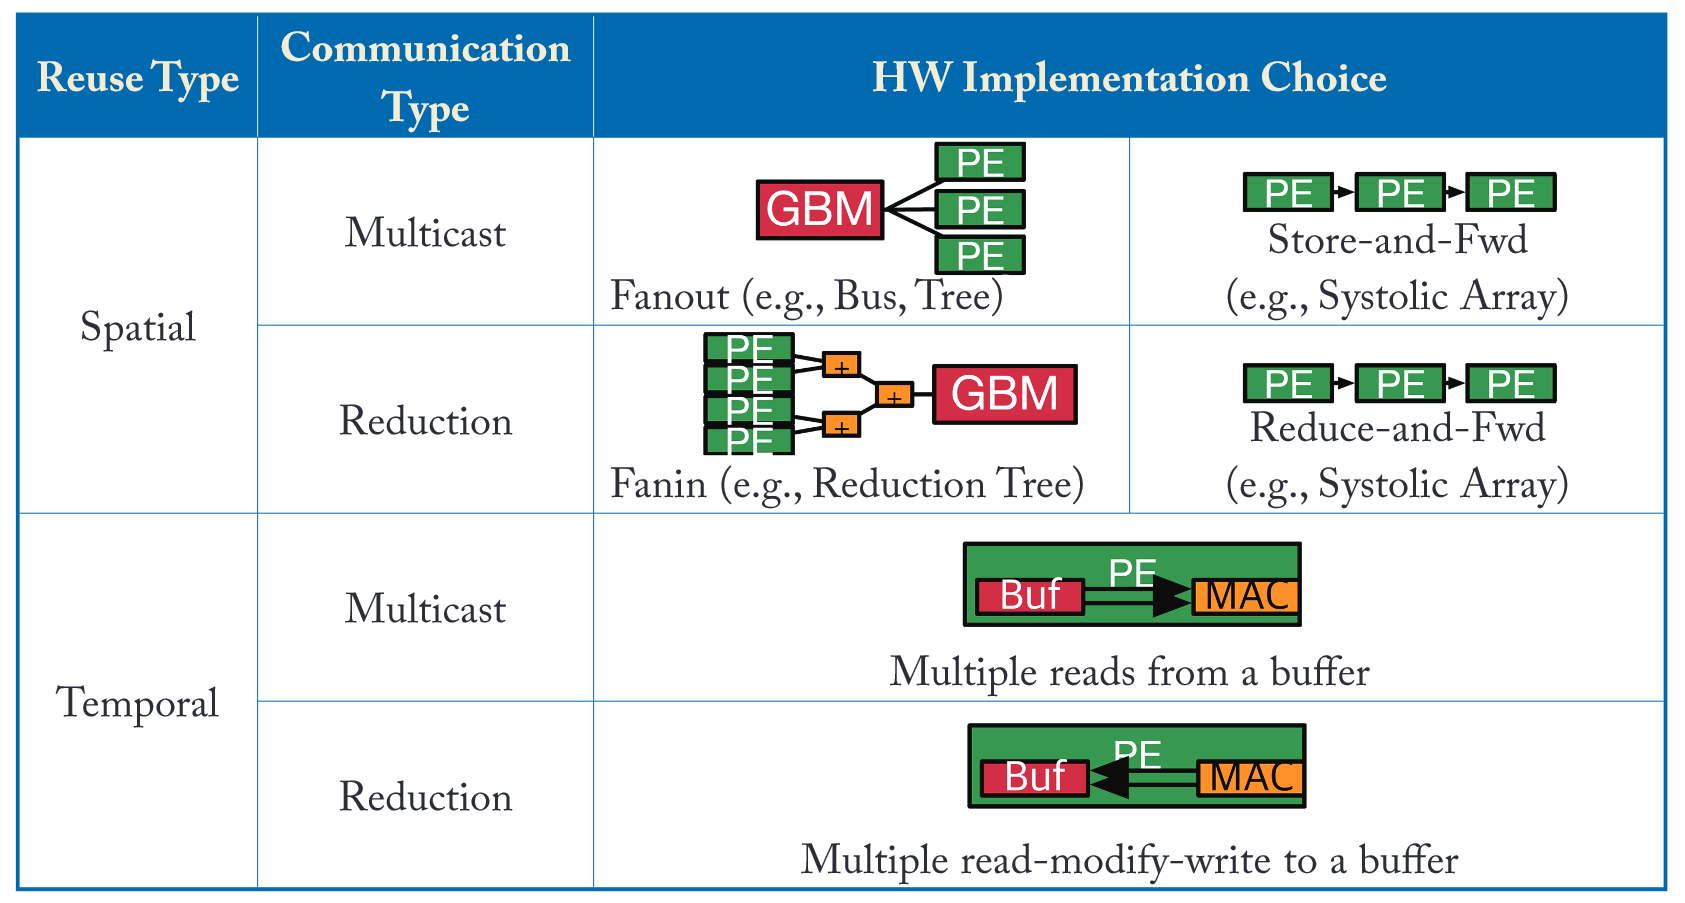 Reuse Type
Communication
Type
HW Implementation Choice
Spatial
Multicast
GBM
PE
PE
PE
Fanout (e.g., Bus, Tree)
PE PE PE
Store-and-Fwd
(e.g., Systolic Array)
Reduction
PE
PE
PE
PE
+
+
+
GBM
Fanin (e.g., Reduction Tree)
PE PE PE
Reduce-and-Fwd
(e.g., Systolic Array)
Temporal
Multicast
PE
Buf MAC
Multiple reads from a buffer
Reduction
PE
Buf MAC
Multiple read-modify-write to a buffer